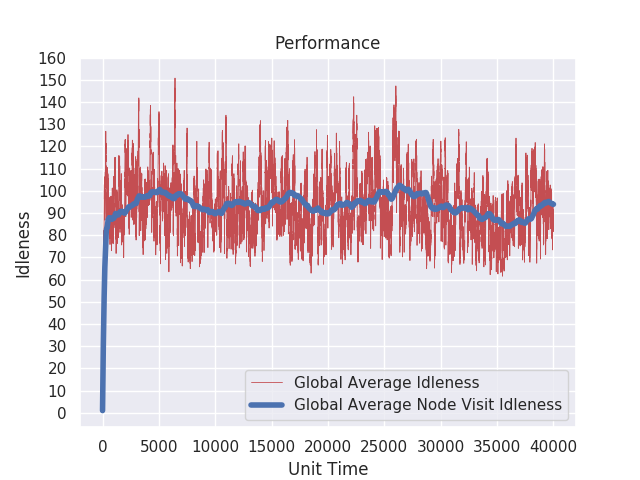 Performance
160
150
140
130
120
110
100
90
80
70
60
50
40
30
20
10
0
Idleness
Global Average Idleness
Global Average Node Visit Idleness
0 5000 10000 15000 20000 25000 30000 35000 40000
Unit Time